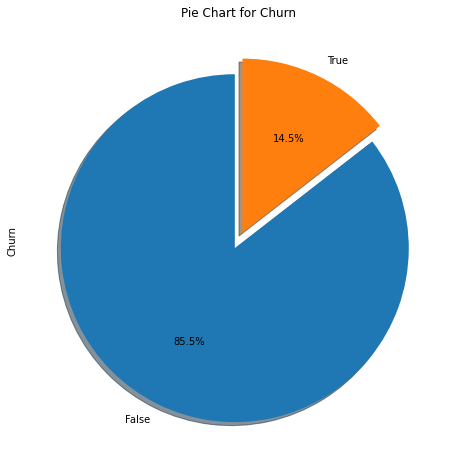 Pie Chart for Churn
True
14.5%
Churn
85.5%
False